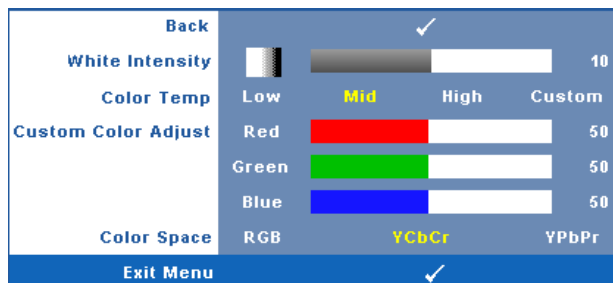 Back
White Intensity 10
Color Temp Low Mid High Custom
Custom Color Adjust Red 50
Green 50
Blue 50
Color Space RGB YCbCr YPbPr
Exit Menu